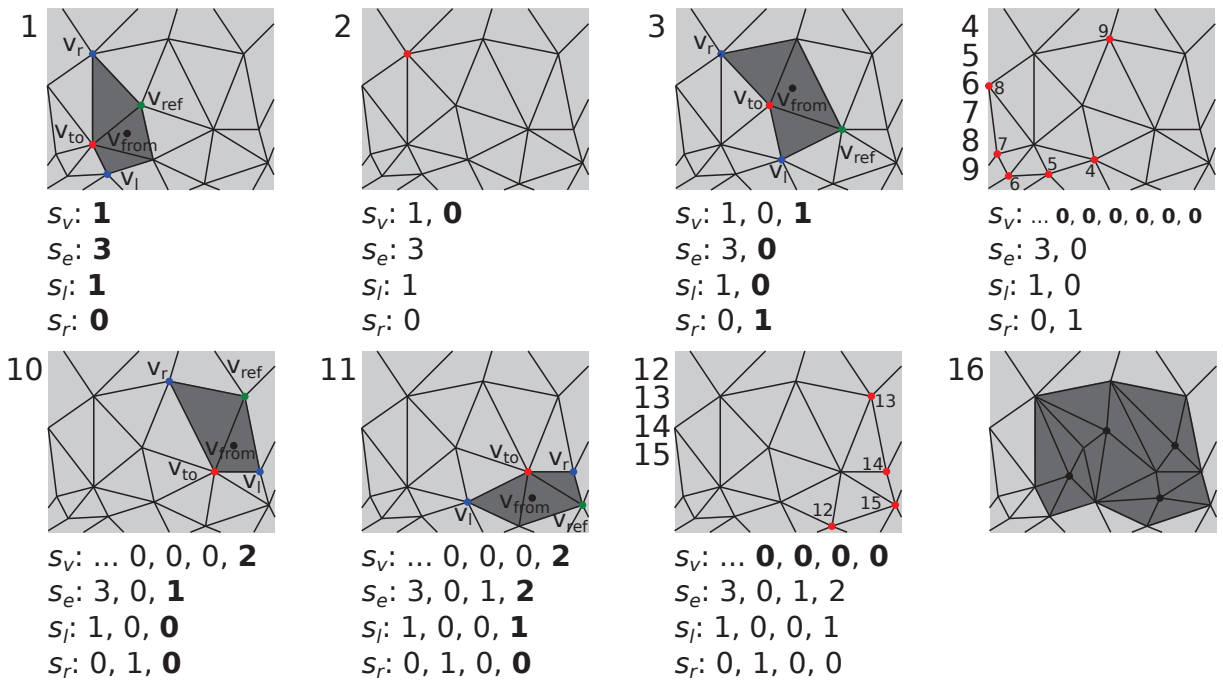 1
v_r
v_ref
v_to
v_from
v_l
s_v: 1
s_e: 3
s_l: 1
s_r: 0
2
s_v: 1, 0
s_e: 3
s_l: 1
s_r: 0
3
v_r
v_to
v_from
v_ref
v_l
s_v: 1, 0, 1
s_e: 3, 0
s_l: 1, 0
s_r: 0, 1
4
5
6
7
8
9
9
8
7
5
4
6
s_v: ... 0, 0, 0, 0, 0, 0
s_e: 3, 0
s_l: 1, 0
s_r: 0, 1
10
v_r
v_ref
v_from
v_to
v_l
s_v: ... 0, 0, 0, 2
s_e: 3, 0, 1
s_l: 1, 0, 0
s_r: 0, 1, 0
11
v_to
v_r
v_from
v_l
v_ref
s_v: ... 0, 0, 0, 2
s_e: 3, 0, 1, 2
s_l: 1, 0, 0, 1
s_r: 0, 1, 0, 0
12
13
14
15
13
14
12
15
s_v: ... 0, 0, 0, 0
s_e: 3, 0, 1, 2
s_l: 1, 0, 0, 1
s_r: 0, 1, 0, 0
16